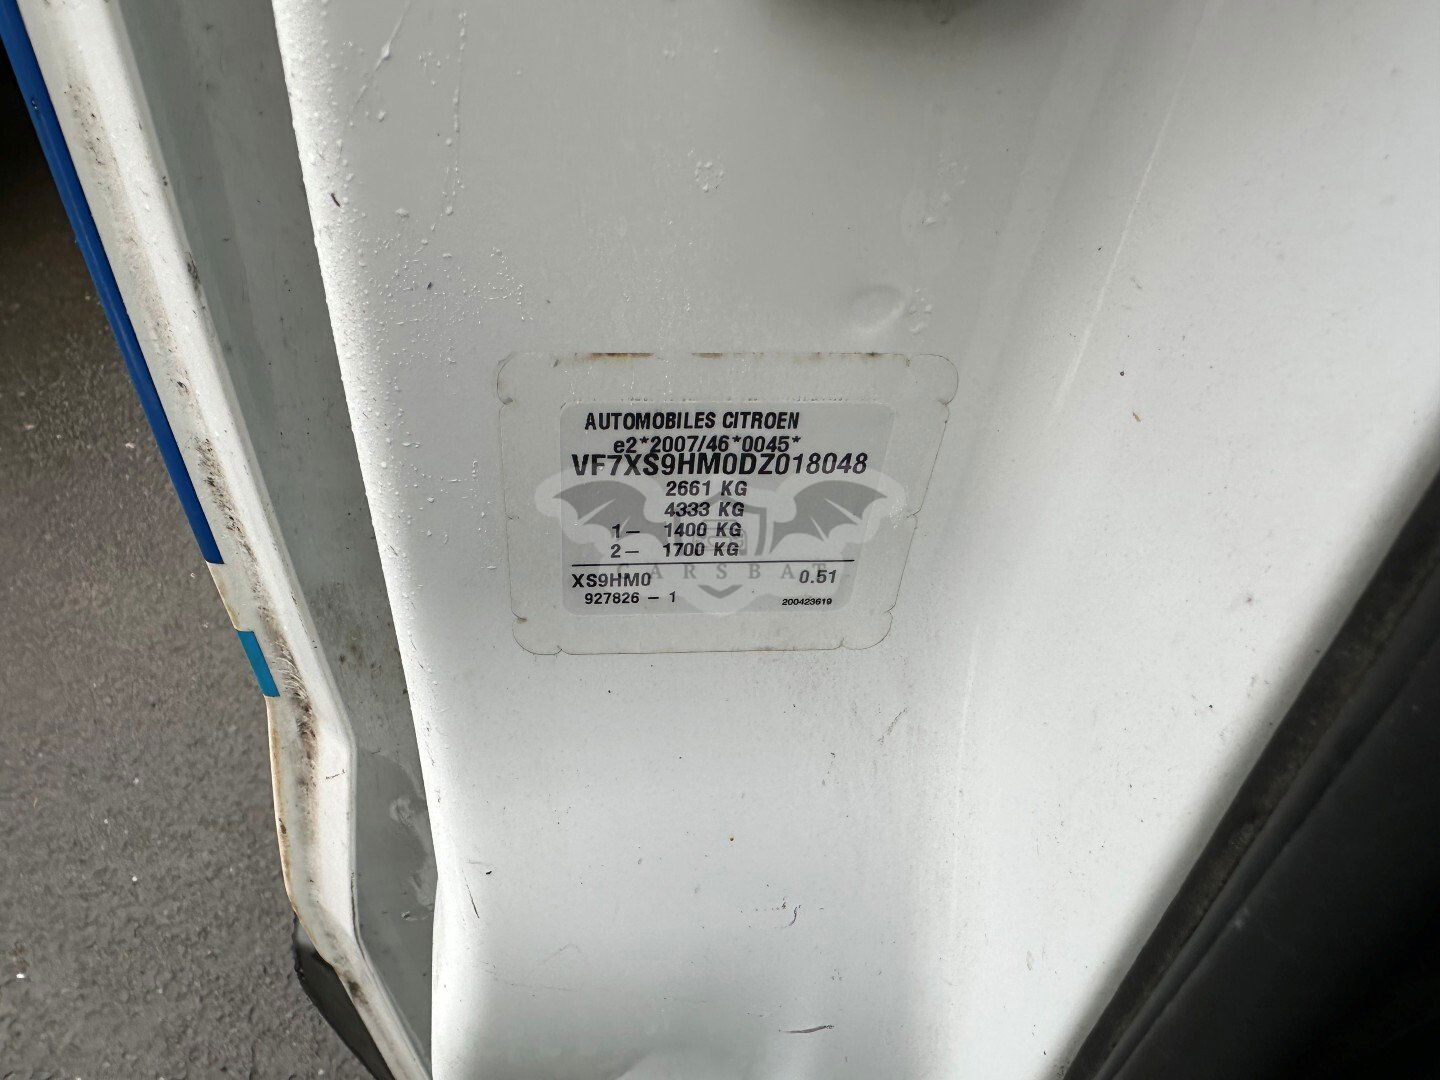 AUTOMOBILES CITROEN
e2*2007/46*0045*
VF7XS9HM0DZ018048
2661 KG
4333 KG
1- 1400 KG
2- 1700 KG
CARSBAT
XS9HM0 0.51
927826 - 1 200423619